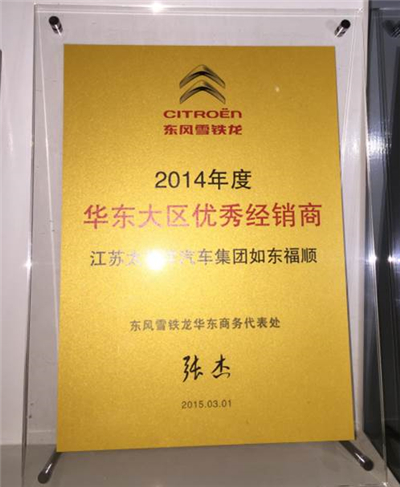 CITROËN
东风雪铁龙
2014年度
华东大区优秀经销商
江苏太 汽车集团如东福顺
东风雪铁龙华东商务代表处
张杰
2015.03.01